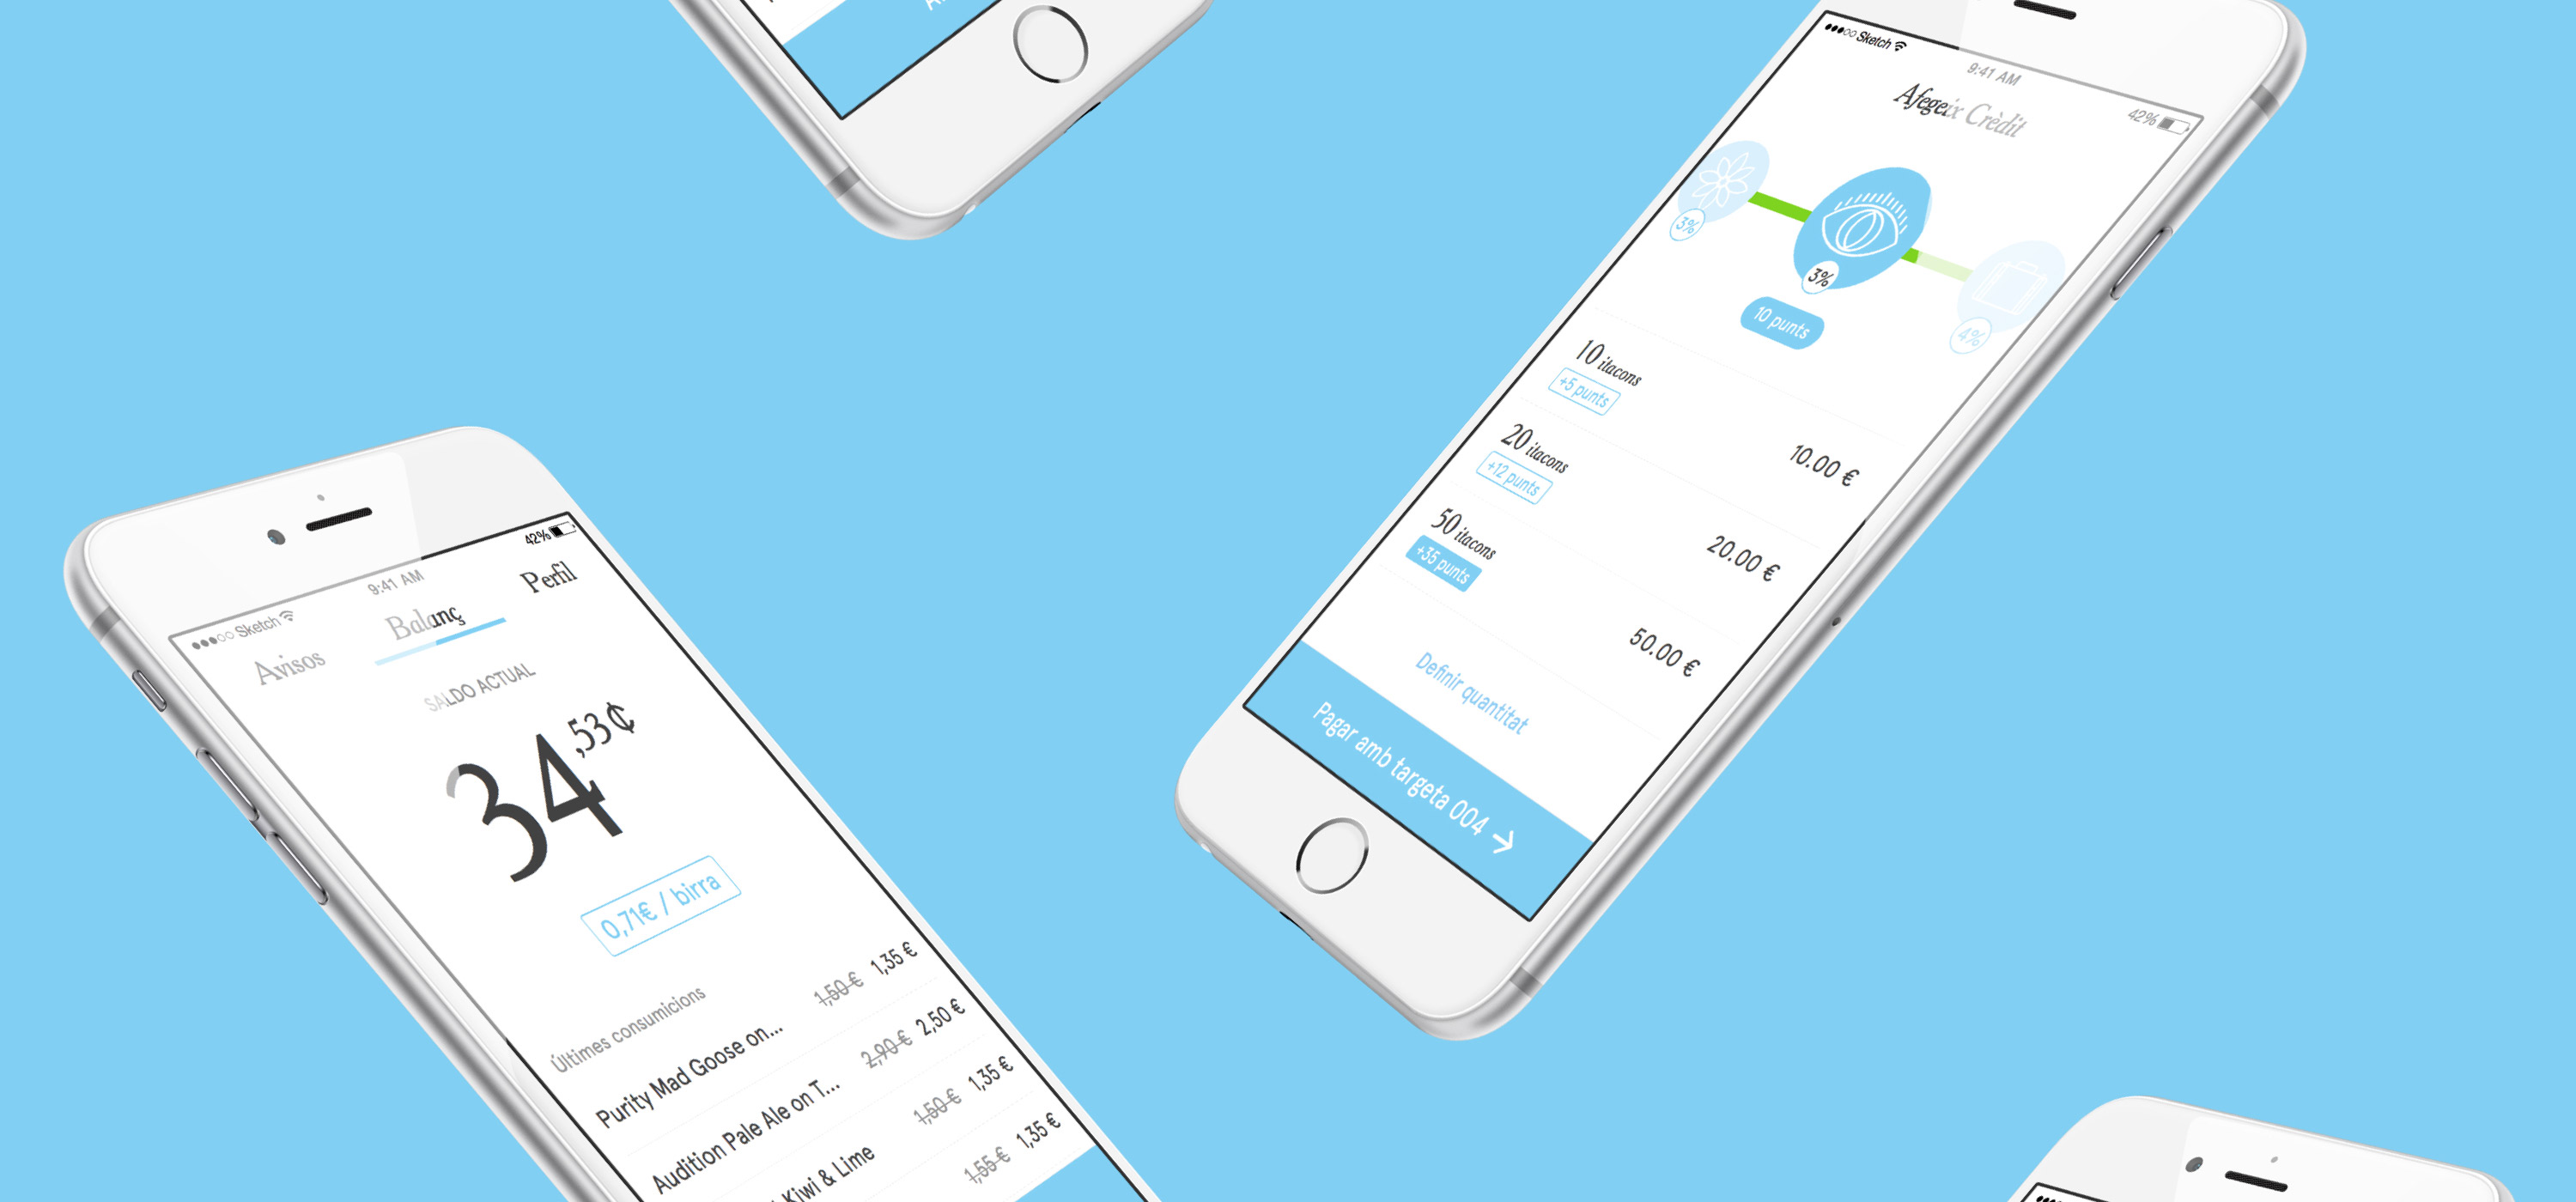 Sketch
9:41 AM
42%
Afegeix Crèdit
3%
3%
4%
10 punts
10 itacons
+5 punts
10.00 €
20 itacons
+12 punts
20.00 €
50 itacons
+35 punts
50.00 €
Definir quantitat
Pagar amb targeta 004 →
Sketch
9:41 AM
42%
Avisos
Balanç
Perfil
SALDO ACTUAL
34,53¢
0,71€ / birra
Últimes consumicions
Purity Mad Goose on... 1,50 € 1,35 €
Audition Pale Ale on T... 2,90 € 2,50 €
Kiwi & Lime 1,50 € 1,35 €
1,55 € 1,35 €